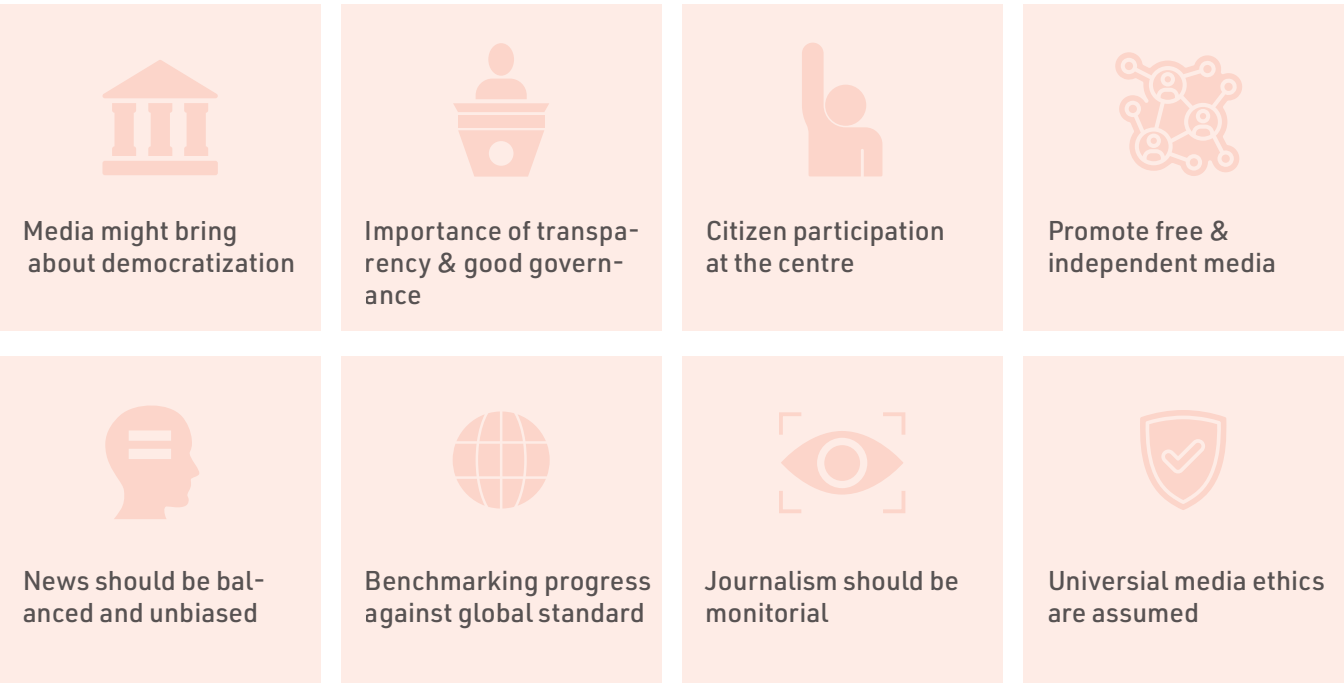 Media might bring
about democratization
Importance of transpa-
rency & good govern-
ance
Citizen participation
at the centre
Promote free &
independent media
News should be bal-
anced and unbiased
Benchmarking progress
against global standard
Journalism should be
monitorial
Universial media ethics
are assumed